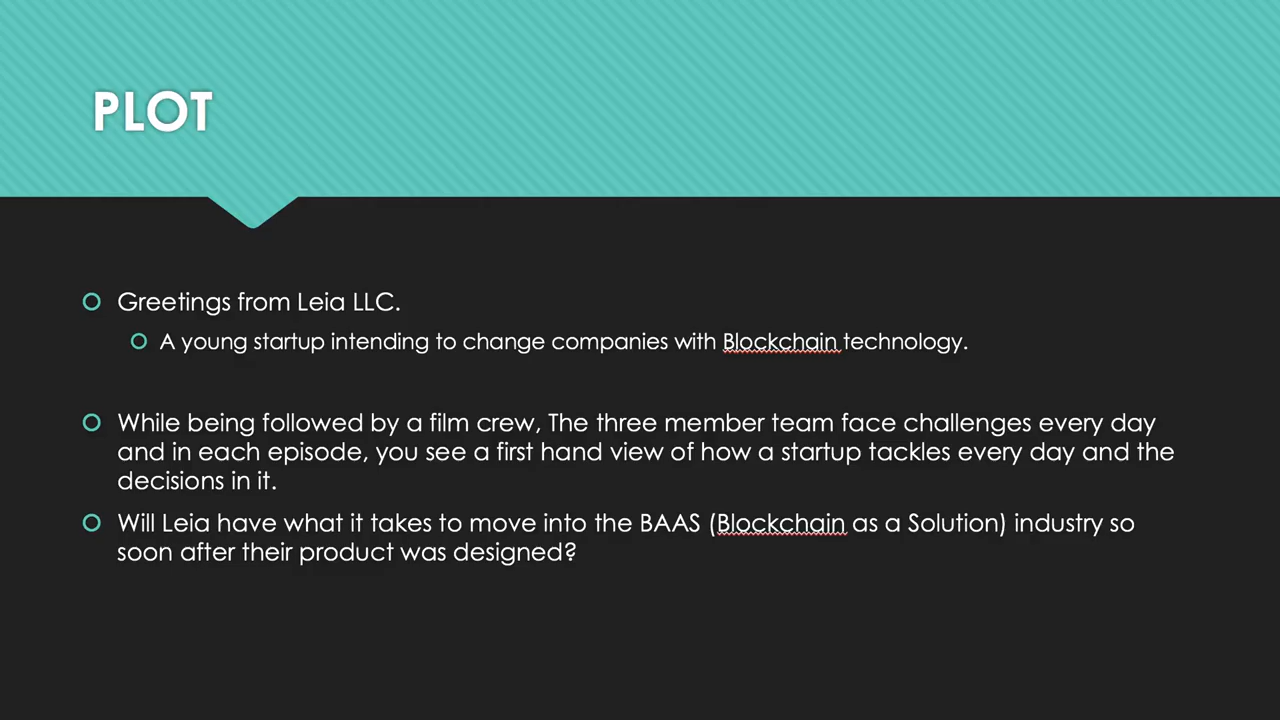 PLOT
Greetings from Leia LLC.
A young startup intending to change companies with Blockchain technology.
While being followed by a film crew, The three member team face challenges every day
and in each episode, you see a first hand view of how a startup tackles every day and the
decisions in it.
Will Leia have what it takes to move into the BAAS (Blockchain as a Solution) industry so
soon after their product was designed?